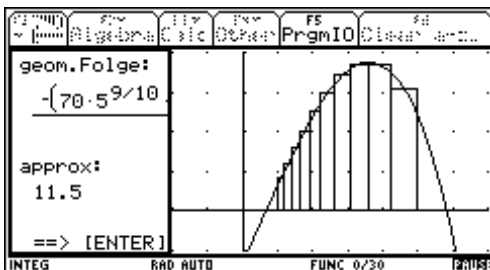 F5
Algebra Calc Other PrgmIO Clear
geom.Folge:
-(70·5^9/10
approx:
11.5
==> [ENTER]
INTEG RAD AUTO FUNC 0/30 PAUSE